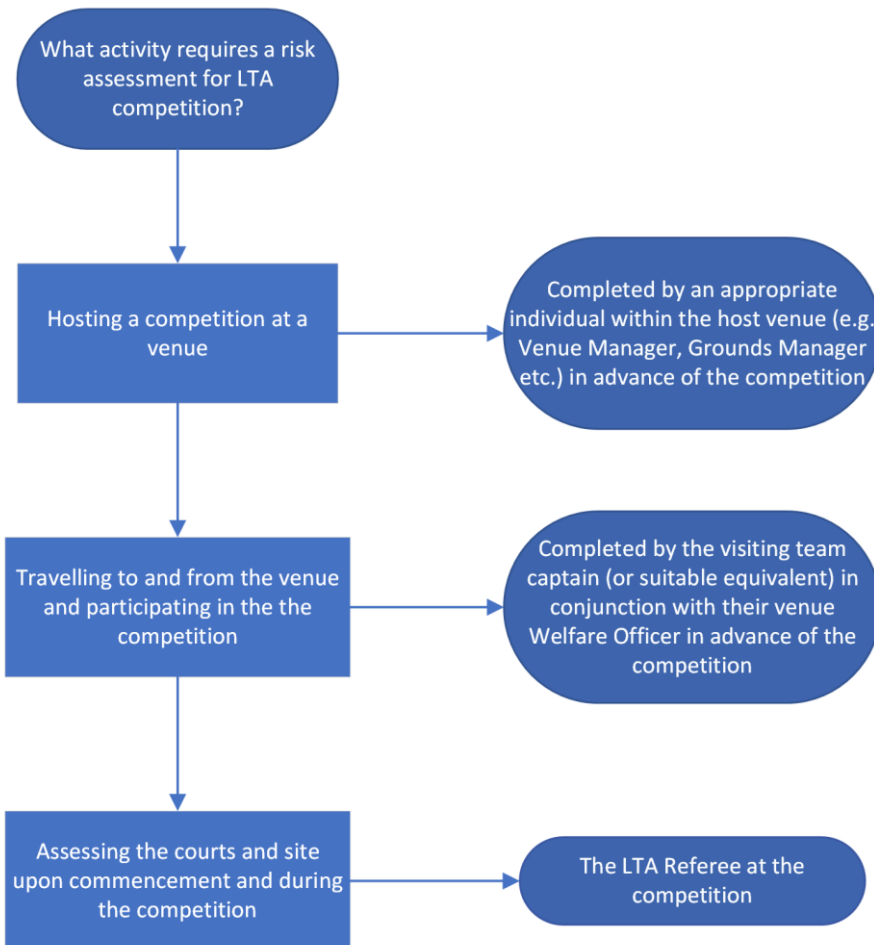 What activity requires a risk
assessment for LTA
competition?
Hosting a competition at a
venue
Completed by an appropriate
individual within the host venue (e.g.
Venue Manager, Grounds Manager
etc.) in advance of the competition
Travelling to and from the venue
and participating in the the
competition
Completed by the visiting team
captain (or suitable equivalent) in
conjunction with their venue
Welfare Officer in advance of the
competition
Assessing the courts and site
upon commencement and during
the competition
The LTA Referee at the
competition